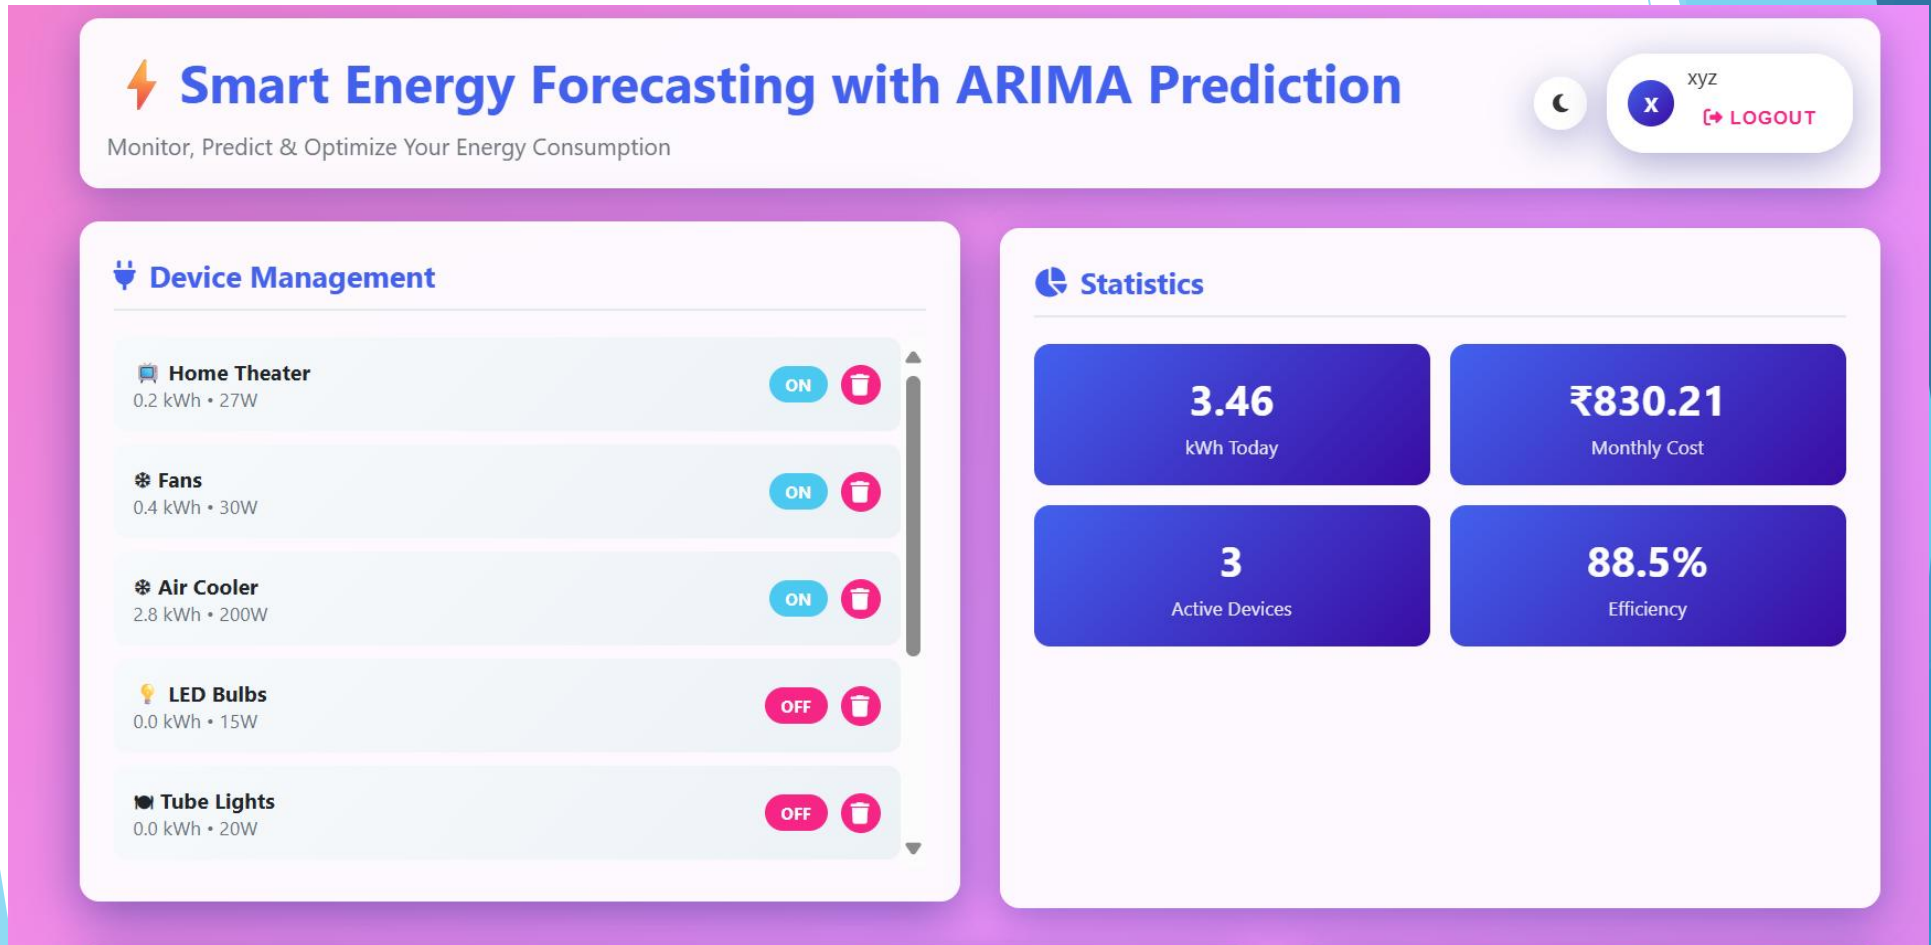 Smart Energy Forecasting with ARIMA Prediction
Monitor, Predict & Optimize Your Energy Consumption
X
xyz
LOGOUT
Device Management
Home Theater
0.2 kWh • 27W
ON
Fans
0.4 kWh • 30W
ON
Air Cooler
2.8 kWh • 200W
ON
LED Bulbs
0.0 kWh • 15W
OFF
Tube Lights
0.0 kWh • 20W
OFF
Statistics
3.46
kWh Today
₹830.21
Monthly Cost
3
Active Devices
88.5%
Efficiency